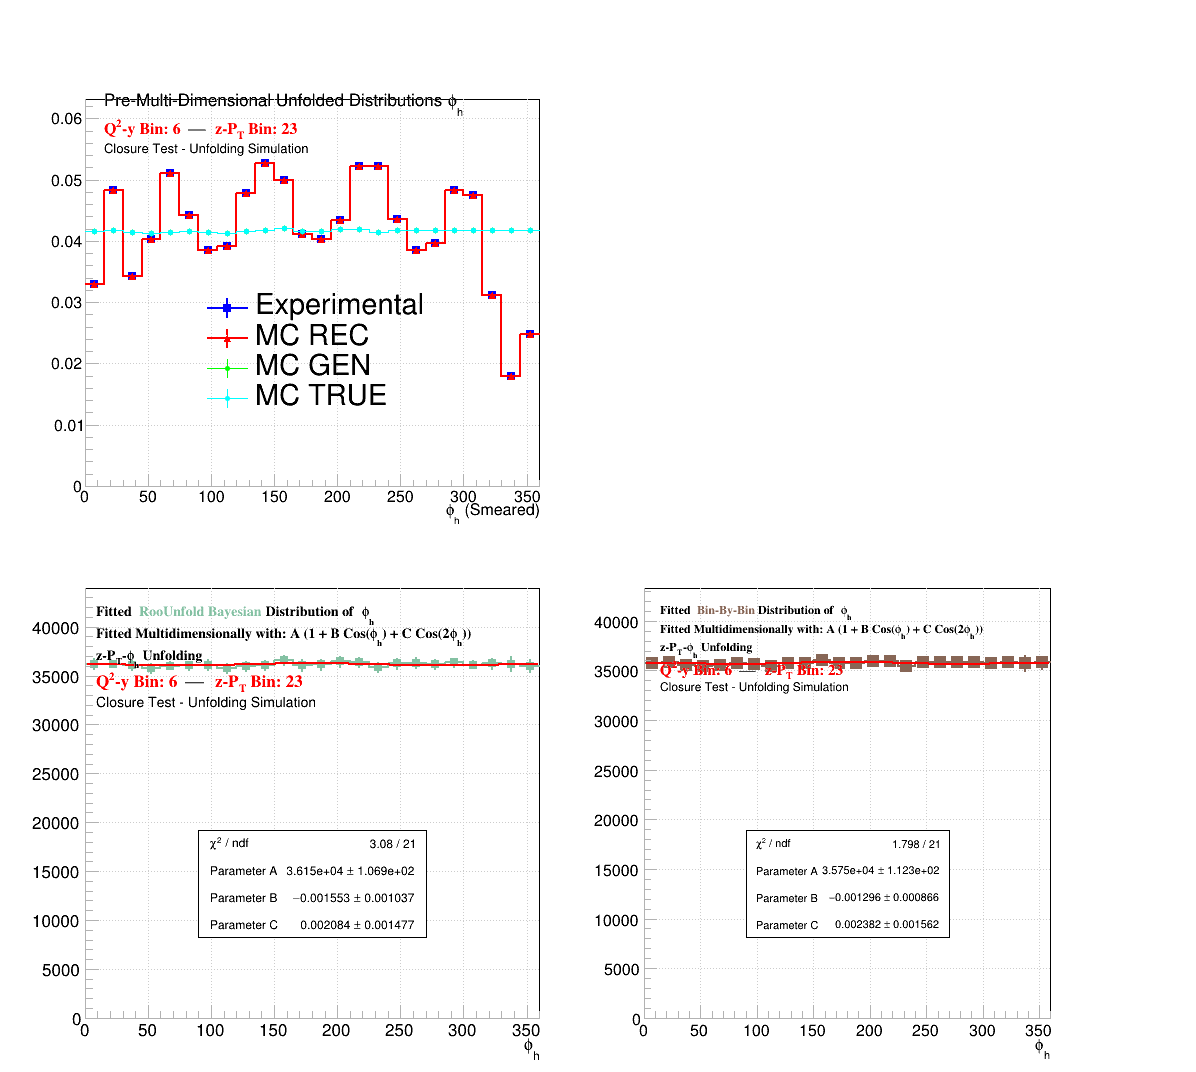 Pre-Multi-Dimensional Unfolded Distributions ϕh
Q²-y Bin: 6 — z-PT Bin: 23
Closure Test - Unfolding Simulation
0.06
0.05
0.04
0.03
0.02
0.01
0
Experimental
MC REC
MC GEN
MC TRUE
0 50 100 150 200 250 300 350
ϕh (Smeared)
Fitted RooUnfold Bayesian Distribution of ϕh
Fitted Multidimensionally with: A (1 + B Cos(ϕh) + C Cos(2ϕh))
z-PT-ϕh Unfolding
Q²-y Bin: 6 — z-PT Bin: 23
Closure Test - Unfolding Simulation
40000
35000
30000
25000
20000
15000
10000
5000
0
χ² / ndf 3.08 / 21
Parameter A 3.615e+04 ± 1.069e+02
Parameter B −0.001553 ± 0.001037
Parameter C 0.002084 ± 0.001477
0 50 100 150 200 250 300 350
ϕh
Fitted Bin-By-Bin Distribution of ϕh
Fitted Multidimensionally with: A (1 + B Cos(ϕh) + C Cos(2ϕh))
z-PT-ϕh Unfolding
Q²-y Bin: 6 — z-PT Bin: 23
Closure Test - Unfolding Simulation
40000
35000
30000
25000
20000
15000
10000
5000
0
χ² / ndf 1.798 / 21
Parameter A 3.575e+04 ± 1.123e+02
Parameter B −0.001296 ± 0.000866
Parameter C 0.002382 ± 0.001562
0 50 100 150 200 250 300 350
ϕh